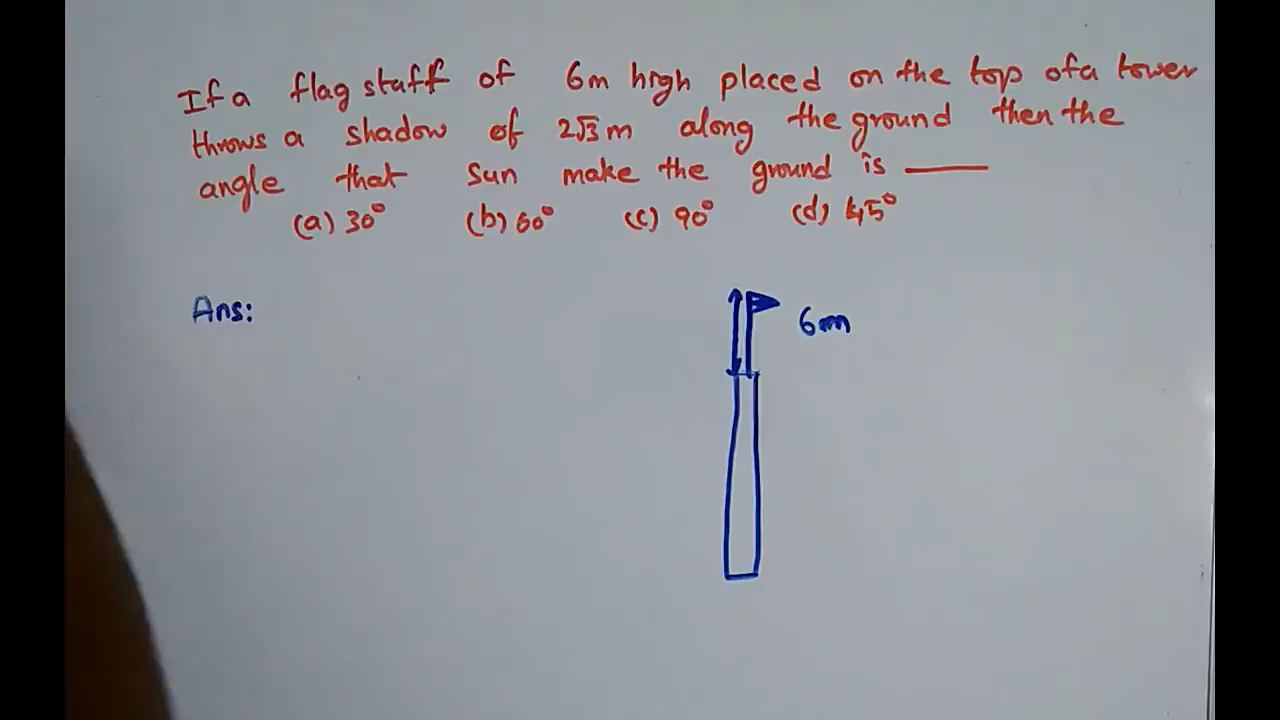 If a flag staff of 6m high placed on the top of a tower
throws a shadow of 2√3 m along the ground then the
angle that sun make the ground is ____
(a) 30° (b) 60° (c) 90° (d) 45°
Ans:
6m